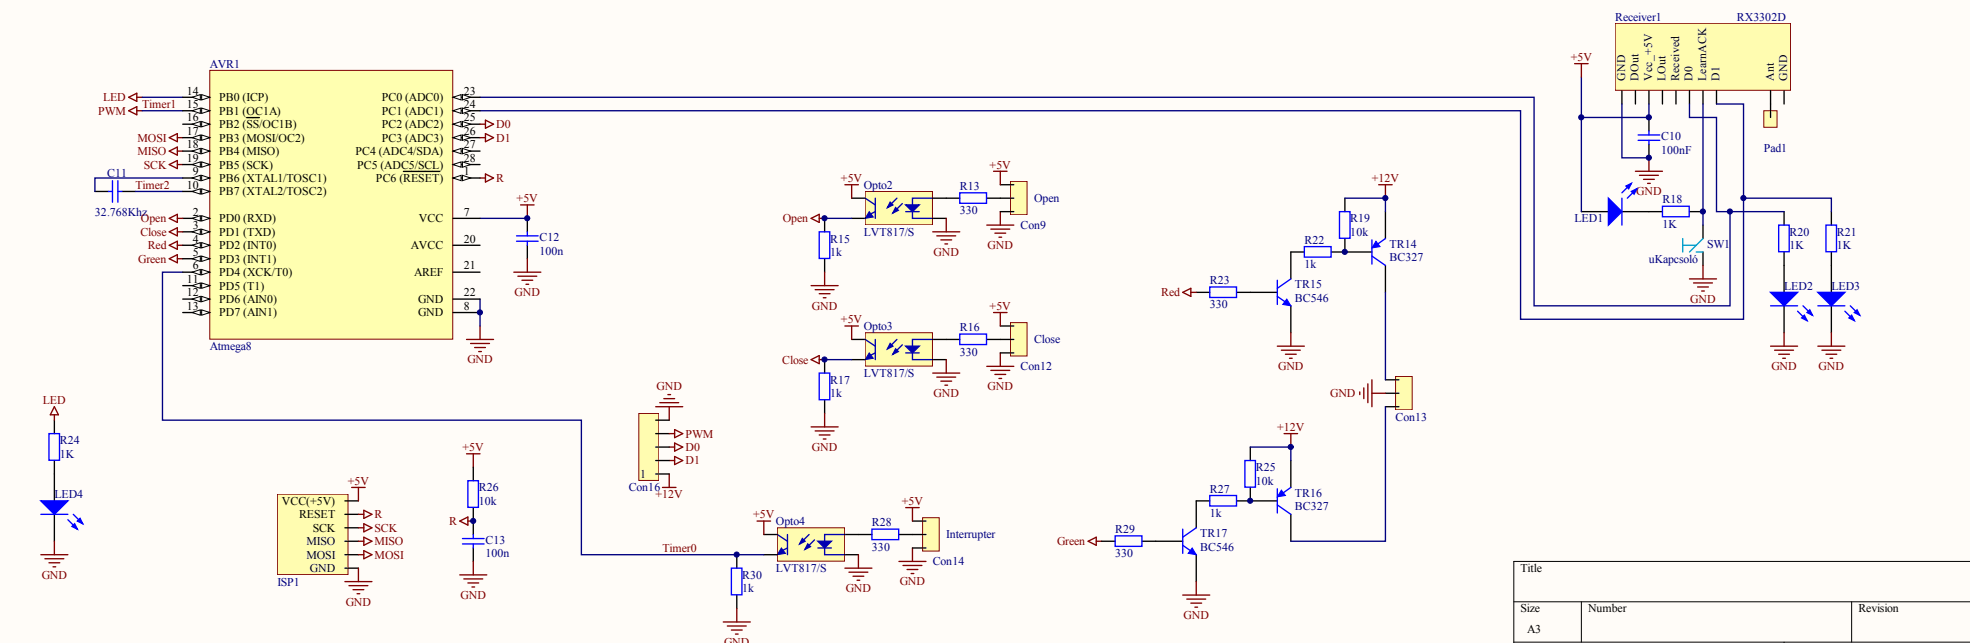 AVR1
Atmega8
LED
PWM
Timer1
MOSI
MISO
SCK
C11
32.768Khz
Timer2
Open
Close
Red
Green
14 PB0 (ICP)
15 PB1 (OC1A)
16 PB2 (SS/OC1B)
17 PB3 (MOSI/OC2)
18 PB4 (MISO)
19 PB5 (SCK)
9 PB6 (XTAL1/TOSC1)
10 PB7 (XTAL2/TOSC2)
2 PD0 (RXD)
3 PD1 (TXD)
4 PD2 (INT0)
5 PD3 (INT1)
6 PD4 (XCK/T0)
11 PD5 (T1)
12 PD6 (AIN0)
13 PD7 (AIN1)
PC0 (ADC0) 23
PC1 (ADC1) 24
PC2 (ADC2) 25
PC3 (ADC3) 26
PC4 (ADC4/SDA) 27
PC5 (ADC5/SCL) 28
PC6 (RESET) 1
VCC 7
AVCC 20
AREF 21
GND 22
GND 8
D0
D1
R
+5V
C12
100n
GND
GND
LED
R24
1K
LED4
GND
ISP1
VCC(+5V)
RESET
SCK
MISO
MOSI
GND
+5V
R
SCK
MISO
MOSI
GND
+5V
R26
10k
R
C13
100n
GND
GND
PWM
D0
D1
1
Con16
+12V
+5V
Opto2
LVT817/S
Open
R15
1k
GND
GND
R13
330
+5V
Open
Con9
GND
+5V
Opto3
LVT817/S
Close
R17
1k
GND
GND
R16
330
+5V
Close
Con12
GND
Timer0
+5V
Opto4
LVT817/S
R30
1k
GND
GND
R28
330
+5V
Interrupter
Con14
GND
+12V
R19
10k
TR14
BC327
R22
1k
TR15
BC546
Red
R23
330
GND
GND
Con13
+12V
R25
10k
TR16
BC327
R27
1k
TR17
BC546
Green
R29
330
GND
Receiver1
RX3302D
GND
DOut
Vcc_+5V
LOut
Received
D0
LearnACK
D1
Ant
GND
Pad1
+5V
C10
100nF
GND
LED1
R18
1K
SW1
uKapcsoló
GND
R20
1K
R21
1K
LED2
LED3
GND
GND
Title
Size
A3
Number
Revision